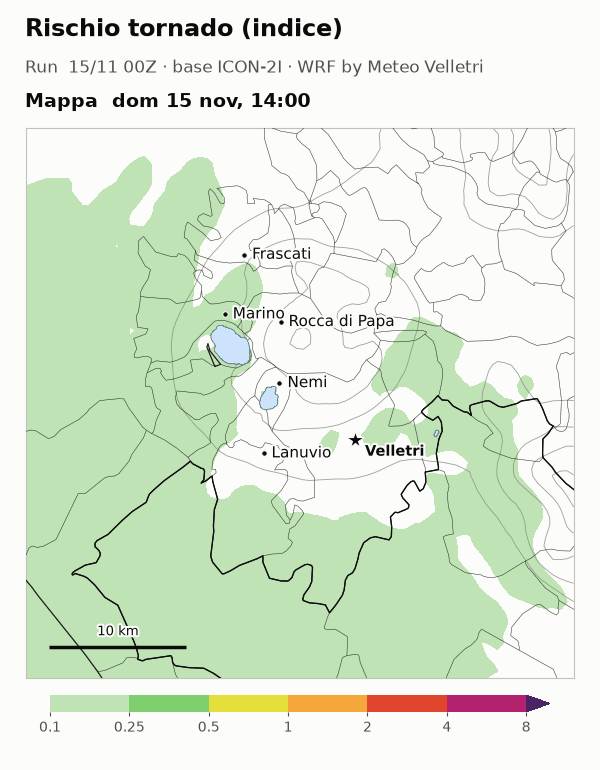 Rischio tornado (indice)
Run  15/11 00Z · base ICON-2I · WRF by Meteo Velletri
Mappa  dom 15 nov, 14:00
Frascati
Marino
Rocca di Papa
Nemi
Velletri
Lanuvio
10 km
0.1 0.25 0.5 1 2 4 8